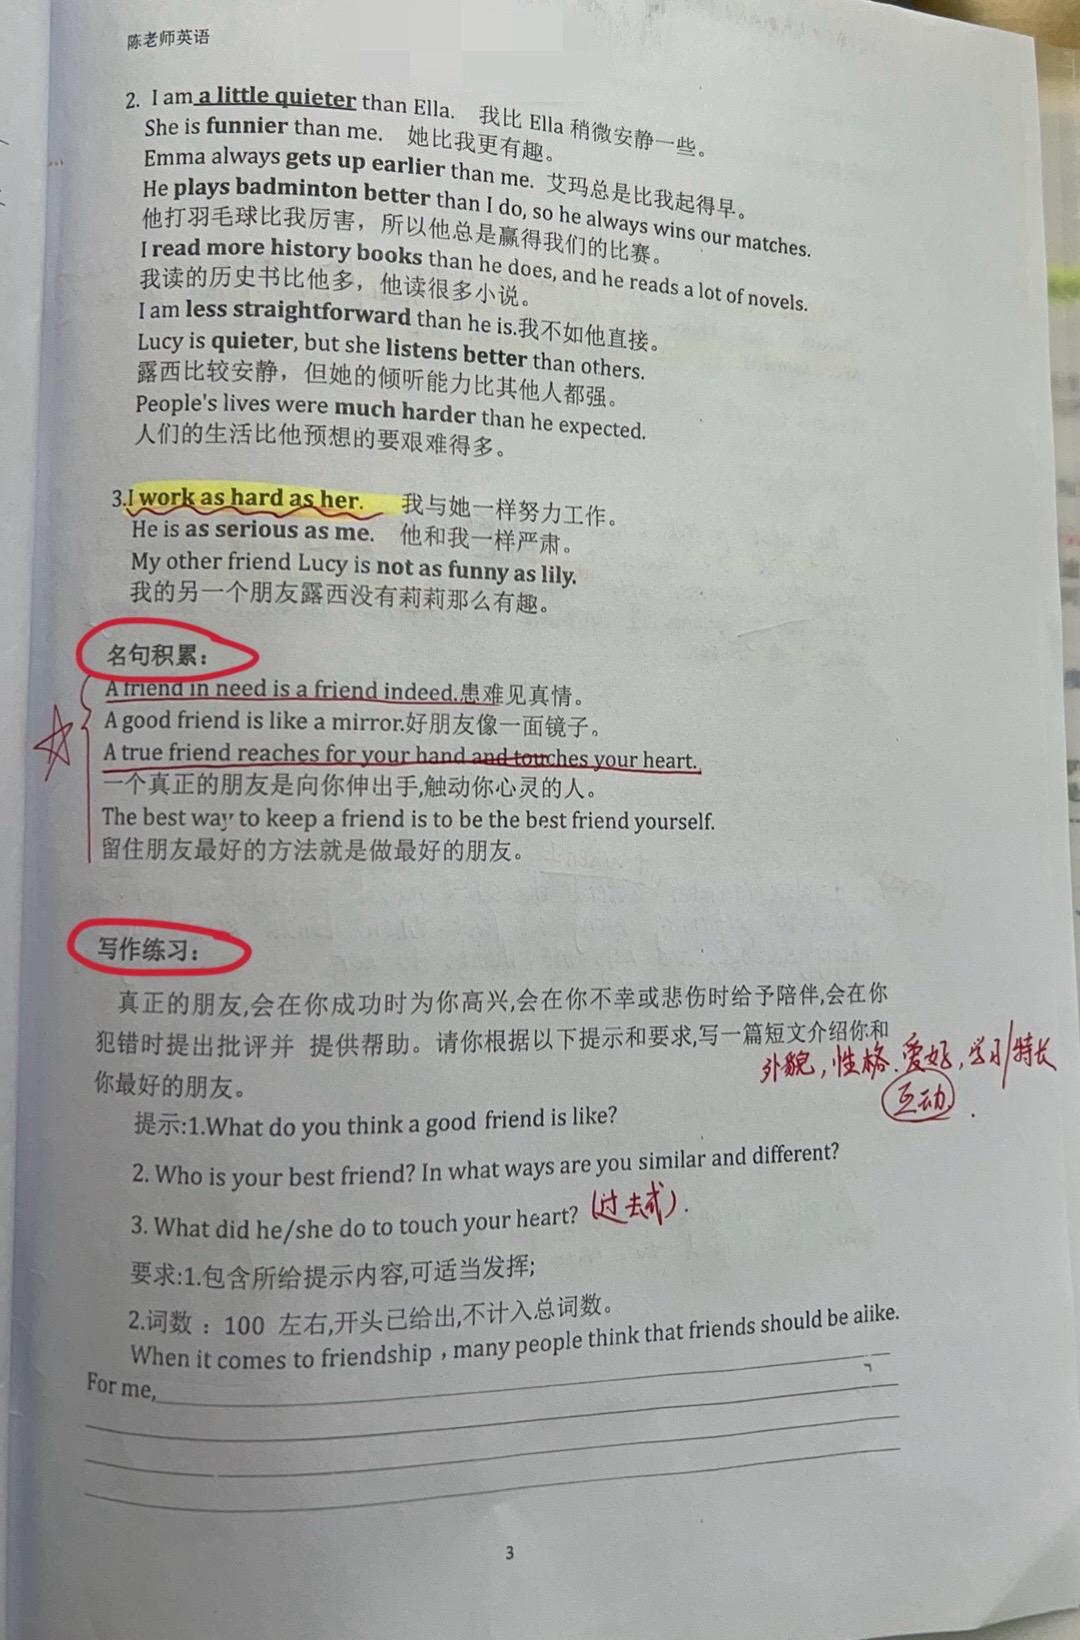 陈老师英语
2. I am a little quieter than Ella. 我比 Ella 稍微安静一些。
She is funnier than me. 她比我更有趣。
Emma always gets up earlier than me. 艾玛总是比我起得早。
He plays badminton better than I do, so he always wins our matches.
他打羽毛球比我厉害，所以他总是赢得我们的比赛。
I read more history books than he does, and he reads a lot of novels.
我读的历史书比他多，他读很多小说。
I am less straightforward than he is.我不如他直接。
Lucy is quieter, but she listens better than others.
露西比较安静，但她的倾听能力比其他人都强。
People's lives were much harder than he expected.
人们的生活比他预想的要艰难得多。
3.I work as hard as her. 我与她一样努力工作。
He is as serious as me. 他和我一样严肃。
My other friend Lucy is not as funny as lily.
我的另一个朋友露西没有莉莉那么有趣。
名句积累：
A friend in need is a friend indeed.患难见真情。
A good friend is like a mirror.好朋友像一面镜子。
A true friend reaches for your hand and touches your heart.
一个真正的朋友是向你伸出手,触动你心灵的人。
The best way to keep a friend is to be the best friend yourself.
留住朋友最好的方法就是做最好的朋友。
写作练习：
真正的朋友,会在你成功时为你高兴,会在你不幸或悲伤时给予陪伴,会在你
犯错时提出批评并 提供帮助。请你根据以下提示和要求,写一篇短文介绍你和
外貌，性格、爱好，学习/特长
你最好的朋友。
互动.
提示:1.What do you think a good friend is like?
2. Who is your best friend? In what ways are you similar and different?
3. What did he/she do to touch your heart? (过去式).
要求:1.包含所给提示内容,可适当发挥;
2.词数：100 左右,开头已给出,不计入总词数。
When it comes to friendship , many people think that friends should be alike.
For me,
3